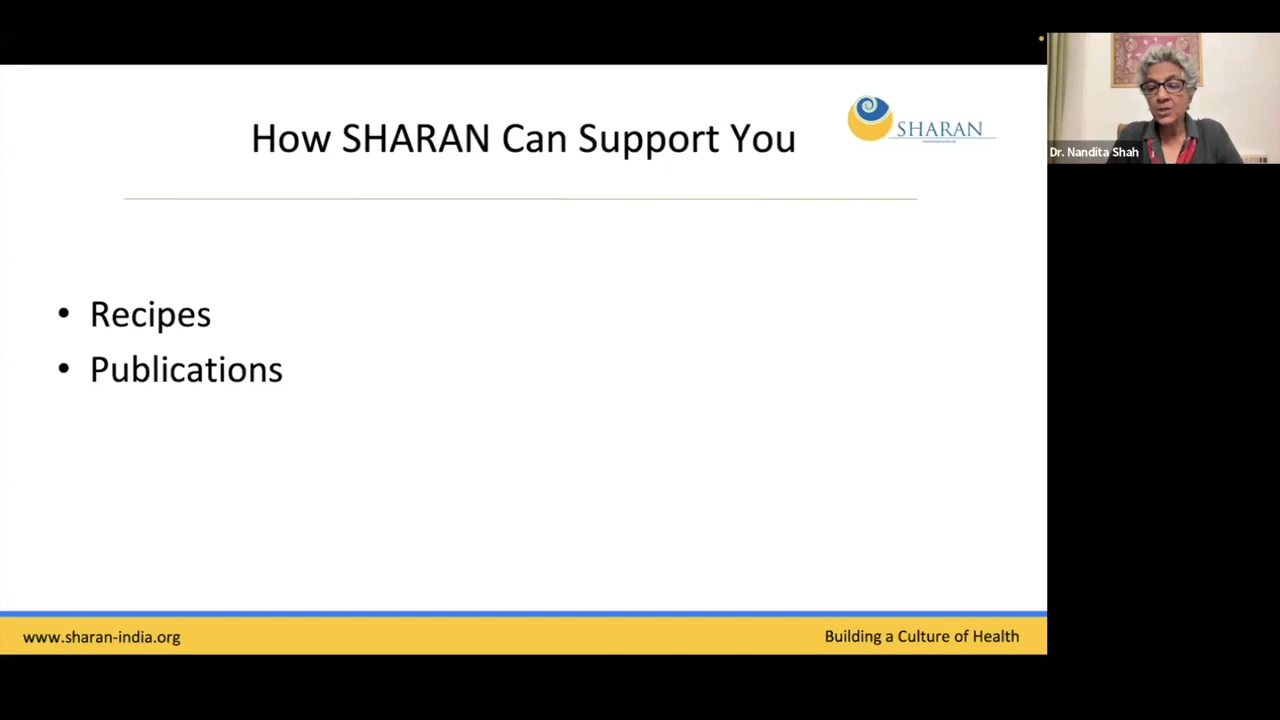 How SHARAN Can Support You
SHARAN
Dr. Nandita Shah
• Recipes
• Publications
www.sharan-india.org
Building a Culture of Health